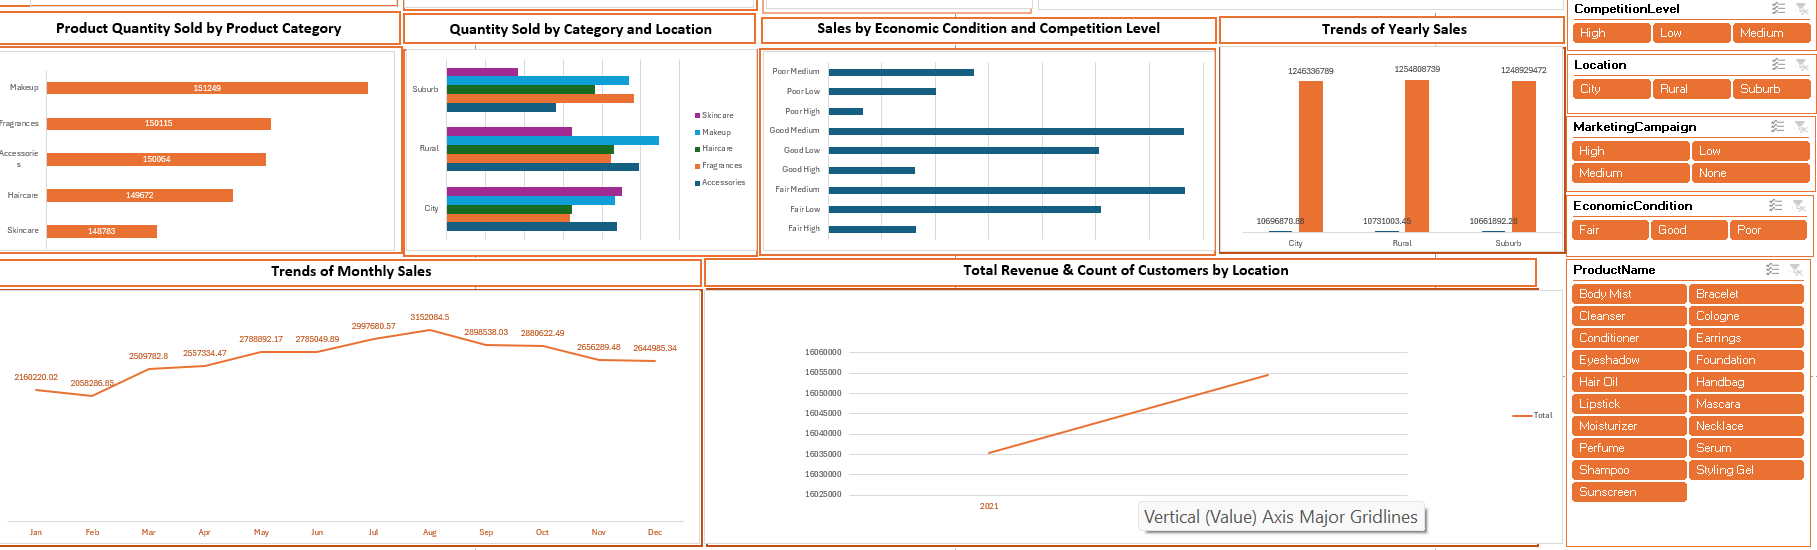 Product Quantity Sold by Product Category
Makeup
151249
Fragrances
150115
Accessorie
s
150064
Haircare
149672
Skincare
148783
Quantity Sold by Category and Location
Suburb
Rural
City
Skincare
Makeup
Haircare
Fragrances
Accessories
Sales by Economic Condition and Competition Level
Poor Medium
Poor Low
Poor High
Good Medium
Good Low
Good High
Fair Medium
Fair Low
Fair High
Trends of Yearly Sales
1246336789
1254808739
1248929472
10696870.88
10731003.45
10661892.28
City
Rural
Suburb
CompetitionLevel
High
Low
Medium
Location
City
Rural
Suburb
MarketingCampaign
High
Low
Medium
None
EconomicCondition
Fair
Good
Poor
Trends of Monthly Sales
2160220.02
2058286.85
2509782.8
2557334.47
2788892.17
2785049.89
2997680.57
3152084.5
2898538.03
2880622.49
2656289.48
2644985.34
Jan
Feb
Mar
Apr
May
Jun
Jul
Aug
Sep
Oct
Nov
Dec
Total Revenue & Count of Customers by Location
16060000
16055000
16050000
16045000
16040000
16035000
16030000
16025000
2021
Total
Vertical (Value) Axis Major Gridlines
ProductName
Body Mist
Bracelet
Cleanser
Cologne
Conditioner
Earrings
Eyeshadow
Foundation
Hair Oil
Handbag
Lipstick
Mascara
Moisturizer
Necklace
Perfume
Serum
Shampoo
Styling Gel
Sunscreen